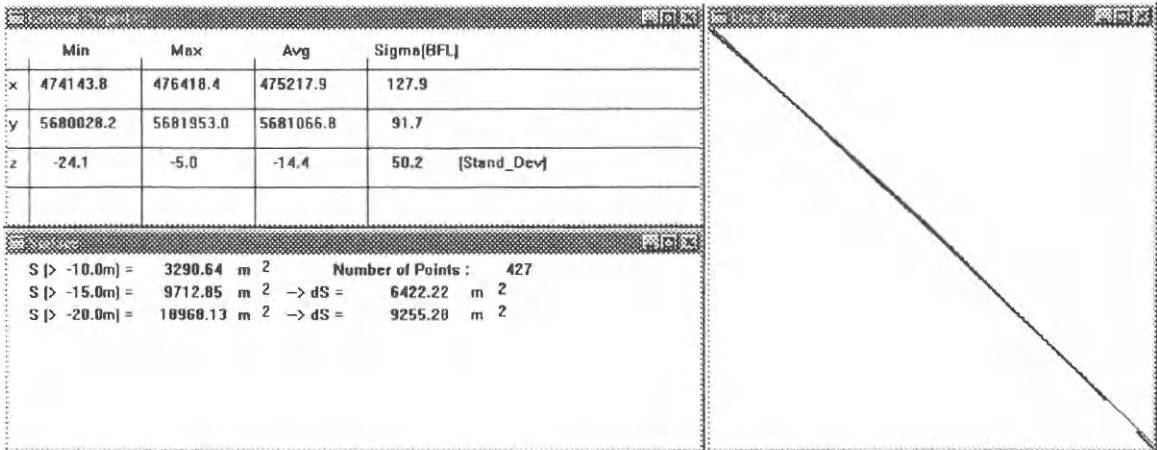 Min Max Avg Sigma(BFL)
x 474143.8 476418.4 475217.9 127.9
y 5680028.2 5681953.0 5681066.8 91.7
z -24.1 -5.0 -14.4 50.2 (Stand_Dev)
S (> -10.0m) = 3290.64 m 2 Number of Points : 427
S (> -15.0m) = 9712.85 m 2 --> dS = 6422.22 m 2
S (> -20.0m) = 18968.13 m 2 --> dS = 9255.28 m 2